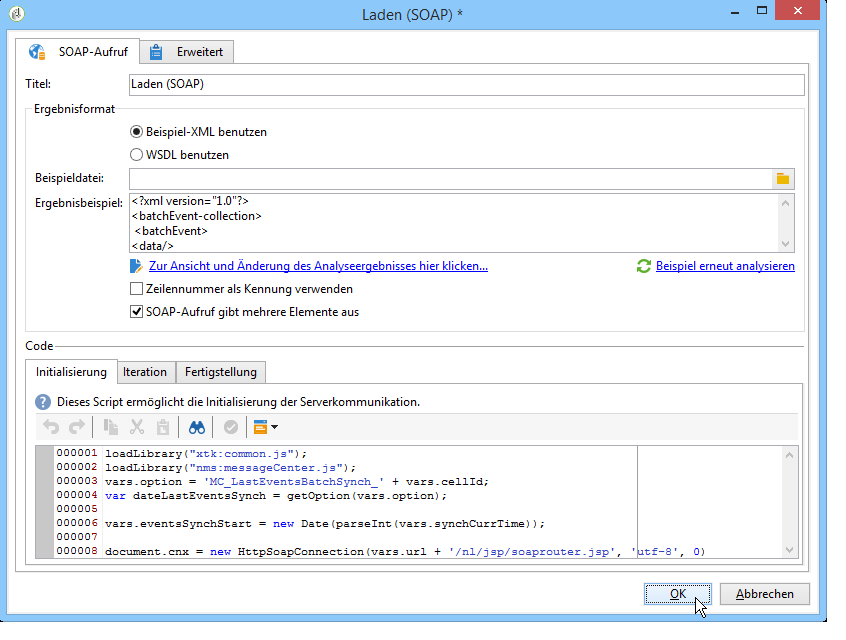 Laden (SOAP) *
SOAP-Aufruf
Erweitert
Titel:
Laden (SOAP)
Ergebnisformat
Beispiel-XML benutzen
WSDL benutzen
Beispieldatei:
Ergebnisbeispiel:
<?xml version="1.0"?>
<batchEvent-collection>
<batchEvent>
<data/>
Zur Ansicht und Änderung des Analyseergebnisses hier klicken...
Beispiel erneut analysieren
Zeilennummer als Kennung verwenden
SOAP-Aufruf gibt mehrere Elemente aus
Code
Initialisierung
Iteration
Fertigstellung
Dieses Script ermöglicht die Initialisierung der Serverkommunikation.
000001 loadLibrary("xtk:common.js");
000002 loadLibrary("nms:messageCenter.js");
000003 vars.option = 'MC_LastEventsBatchSynch_' + vars.cellId;
000004 var dateLastEventsSynch = getOption(vars.option);
000005
000006 vars.eventsSynchStart = new Date(parseInt(vars.synchCurrTime));
000007
000008 document.cnx = new HttpSoapConnection(vars.url + '/nl/jsp/soaprouter.jsp', 'utf-8', 0)
OK
Abbrechen